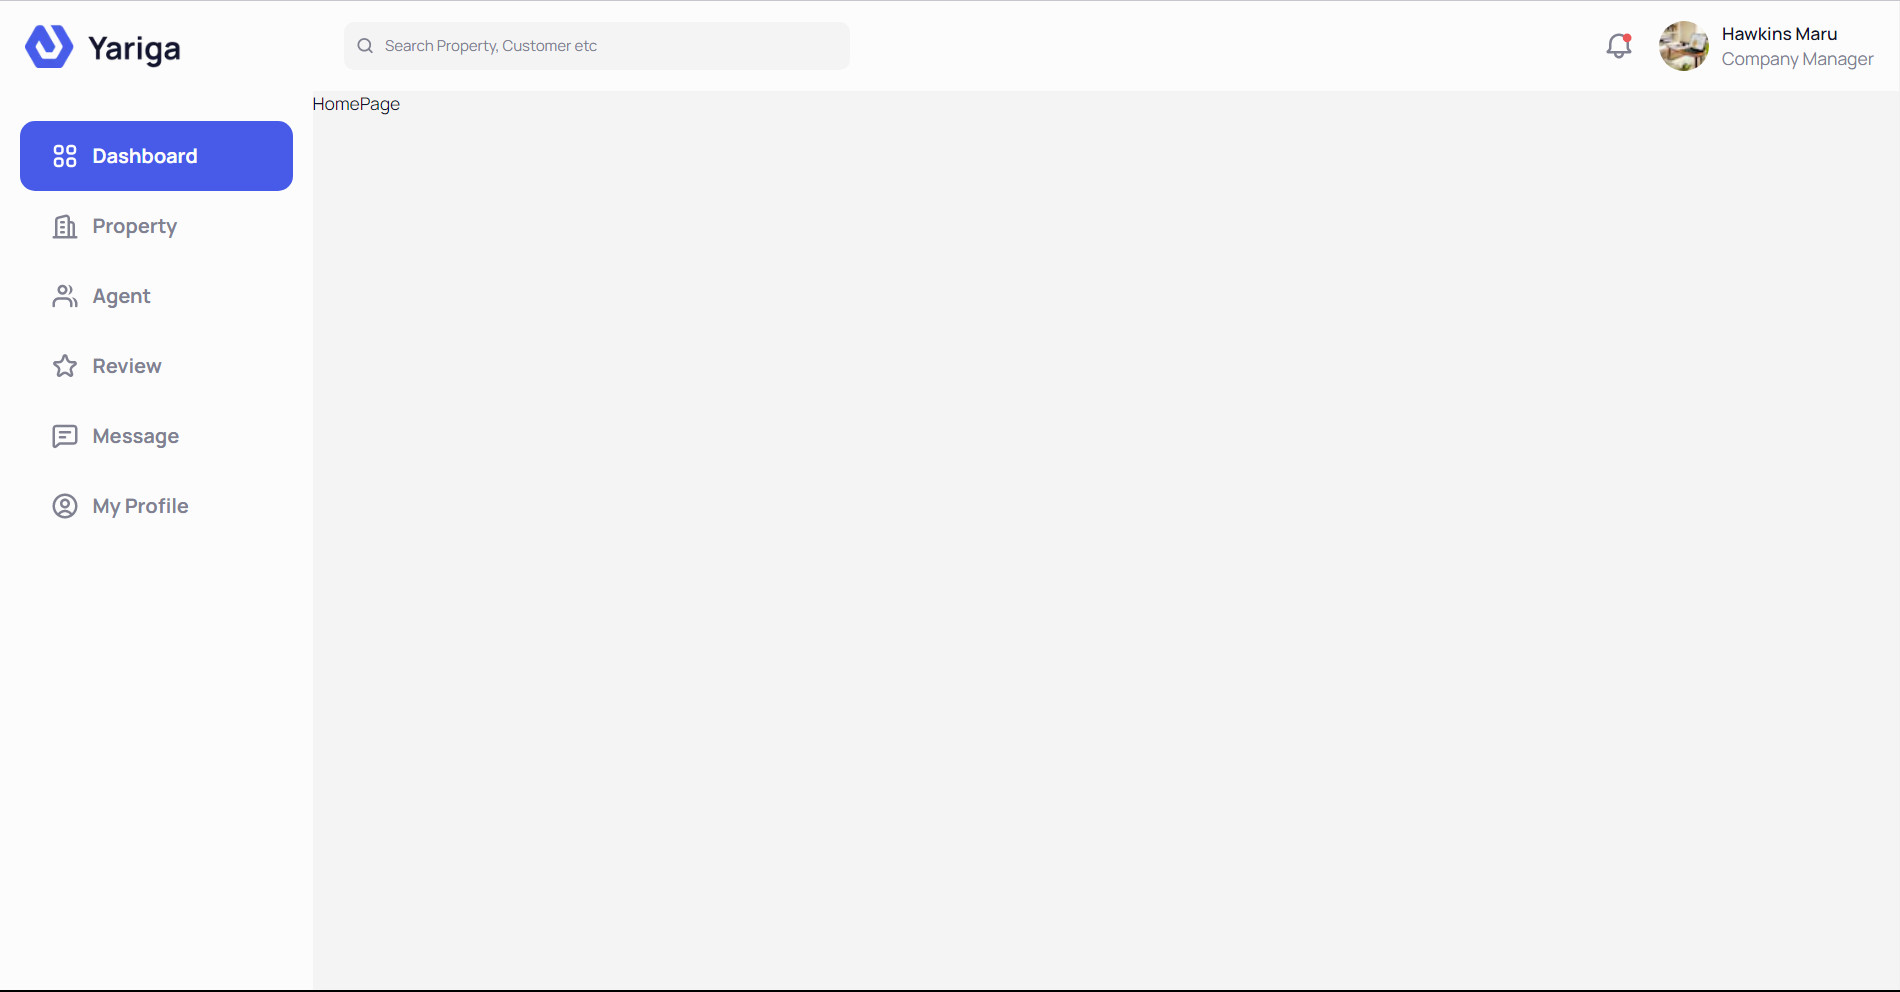 Yariga
Search Property, Customer etc
Hawkins Maru
Company Manager
HomePage
Dashboard
Property
Agent
Review
Message
My Profile